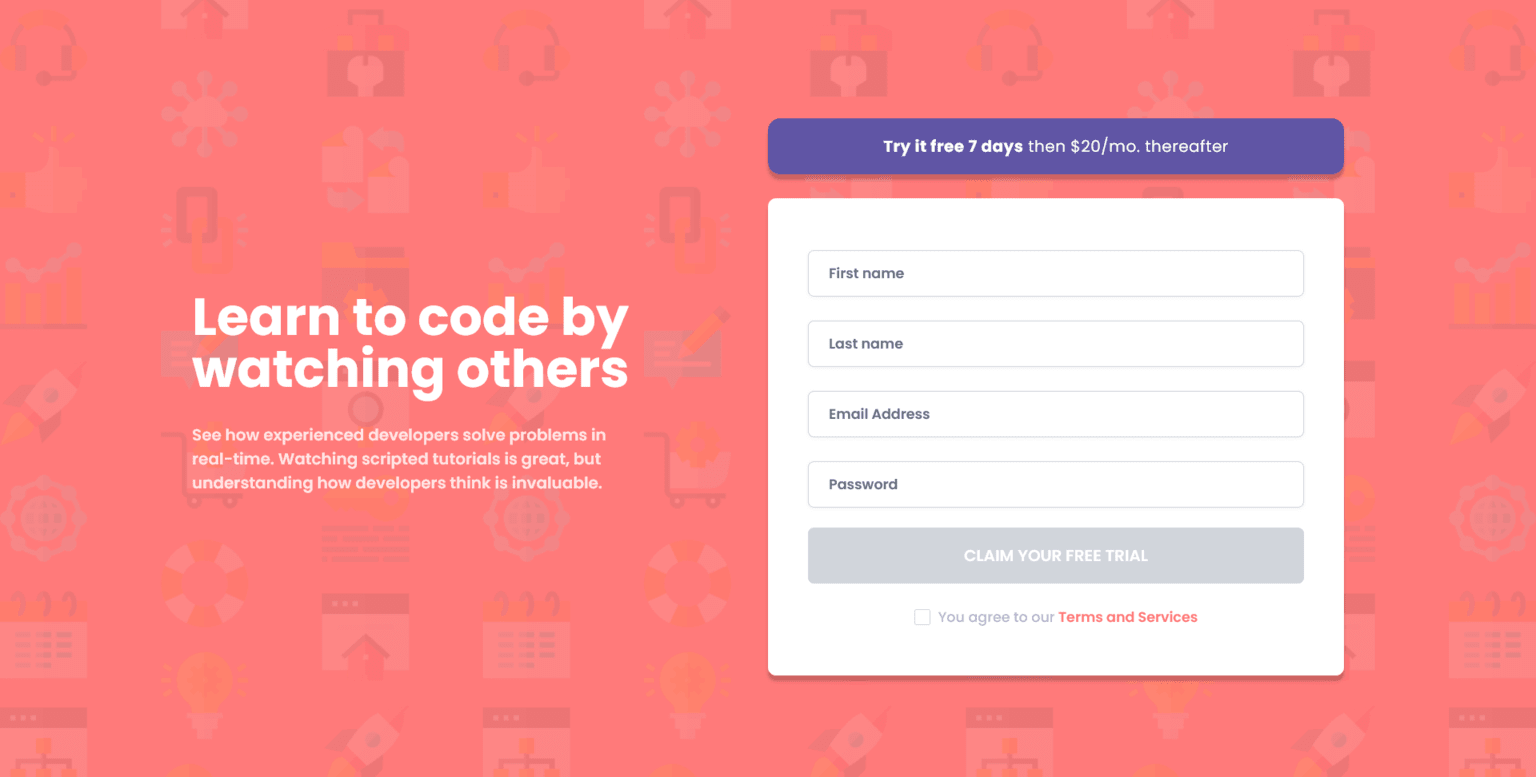 Learn to code by
watching others
See how experienced developers solve problems in
real-time. Watching scripted tutorials is great, but
understanding how developers think is invaluable.
Try it free 7 days then $20/mo. thereafter
First name
Last name
Email Address
Password
CLAIM YOUR FREE TRIAL
You agree to our Terms and Services